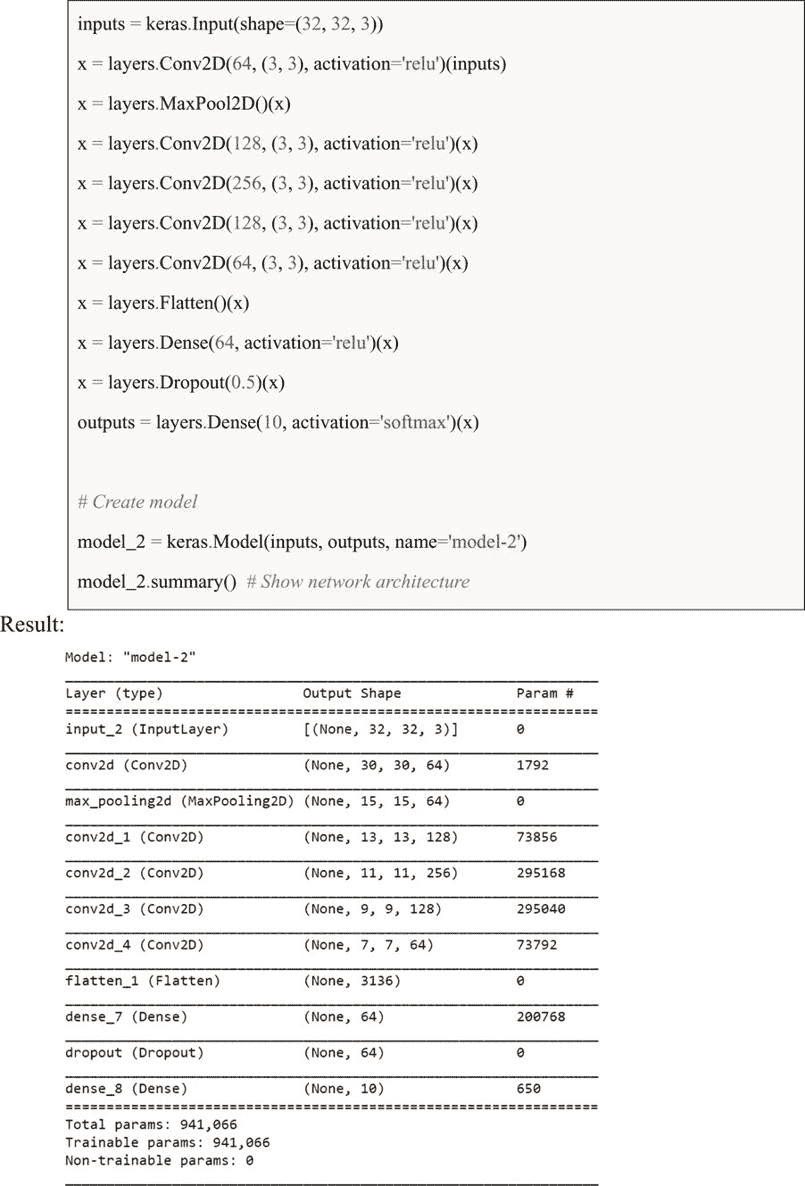 inputs = keras.Input(shape=(32, 32, 3))
x = layers.Conv2D(64, (3, 3), activation='relu')(inputs)
x = layers.MaxPool2D()(x)
x = layers.Conv2D(128, (3, 3), activation='relu')(x)
x = layers.Conv2D(256, (3, 3), activation='relu')(x)
x = layers.Conv2D(128, (3, 3), activation='relu')(x)
x = layers.Conv2D(64, (3, 3), activation='relu')(x)
x = layers.Flatten()(x)
x = layers.Dense(64, activation='relu')(x)
x = layers.Dropout(0.5)(x)
outputs = layers.Dense(10, activation='softmax')(x)
# Create model
model_2 = keras.Model(inputs, outputs, name='model-2')
model_2.summary() # Show network architecture
Result:
Model: "model-2"
Layer (type) Output Shape Param #
input_2 (InputLayer) [(None, 32, 32, 3)] 0
conv2d (Conv2D) (None, 30, 30, 64) 1792
max_pooling2d (MaxPooling2D) (None, 15, 15, 64) 0
conv2d_1 (Conv2D) (None, 13, 13, 128) 73856
conv2d_2 (Conv2D) (None, 11, 11, 256) 295168
conv2d_3 (Conv2D) (None, 9, 9, 128) 295040
conv2d_4 (Conv2D) (None, 7, 7, 64) 73792
flatten_1 (Flatten) (None, 3136) 0
dense_7 (Dense) (None, 64) 200768
dropout (Dropout) (None, 64) 0
dense_8 (Dense) (None, 10) 650
Total params: 941,066
Trainable params: 941,066
Non-trainable params: 0